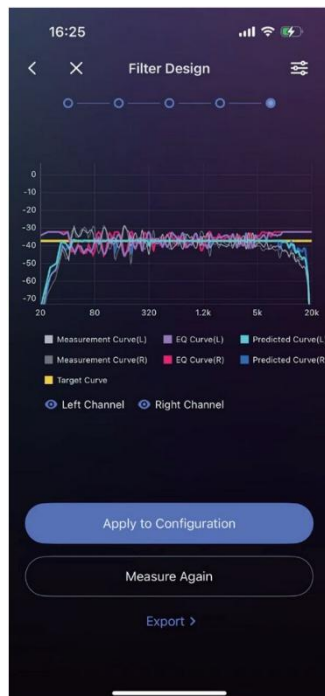 16:25
Filter Design
0
-10
-20
-30
-40
-50
-60
-70
20 80 320 1.2k 5k 20k
Measurement Curve(L) EQ Curve(L) Predicted Curve(L
Measurement Curve(R) EQ Curve(R) Predicted Curve(R
Target Curve
Left Channel Right Channel
Apply to Configuration
Measure Again
Export >